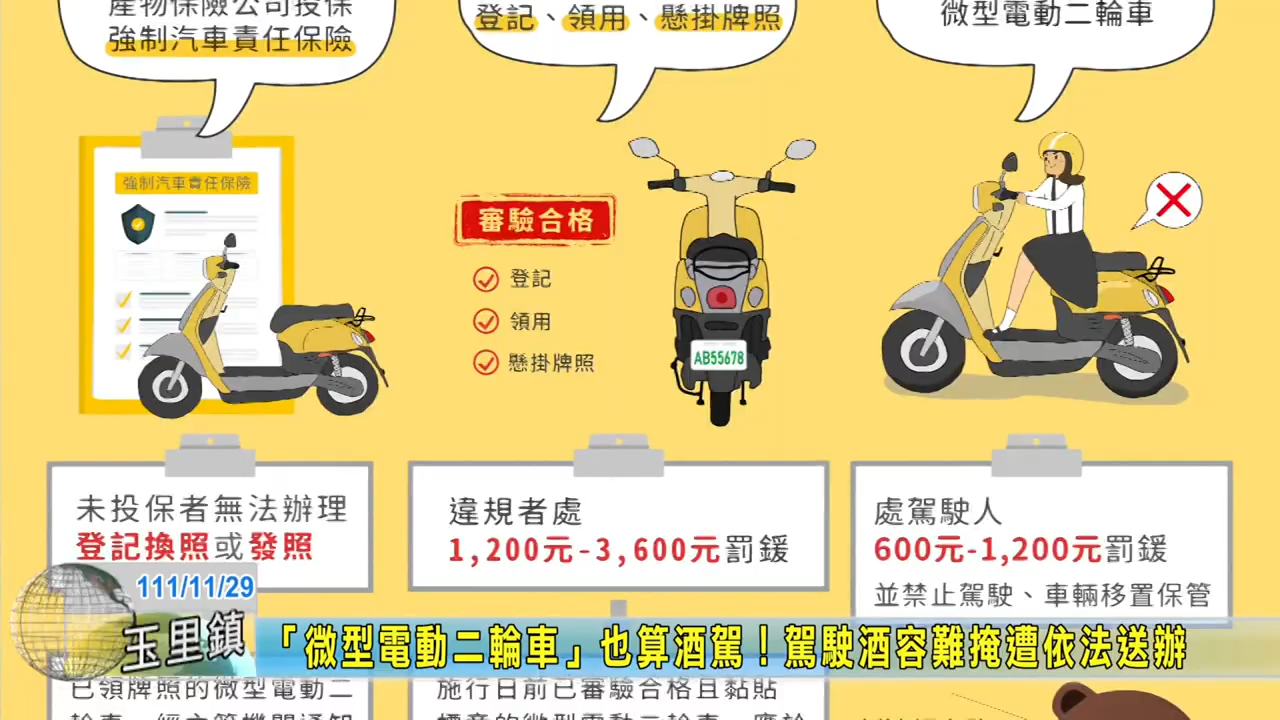 產物保險公司投保
強制汽車責任保險
登記、領用、懸掛牌照
微型電動二輪車
強制汽車責任保險
審驗合格
登記
領用
懸掛牌照
AB55678
未投保者無法辦理
登記換照或發照
違規者處
1,200元-3,600元罰鍰
處駕駛人
600元-1,200元罰鍰
並禁止駕駛、車輛移置保管
111/11/29
玉里鎮
「微型電動二輪車」也算酒駕！駕駛酒容難掩遭依法送辦
已領牌照的微型電動二
施行日前已審驗合格且黏貼